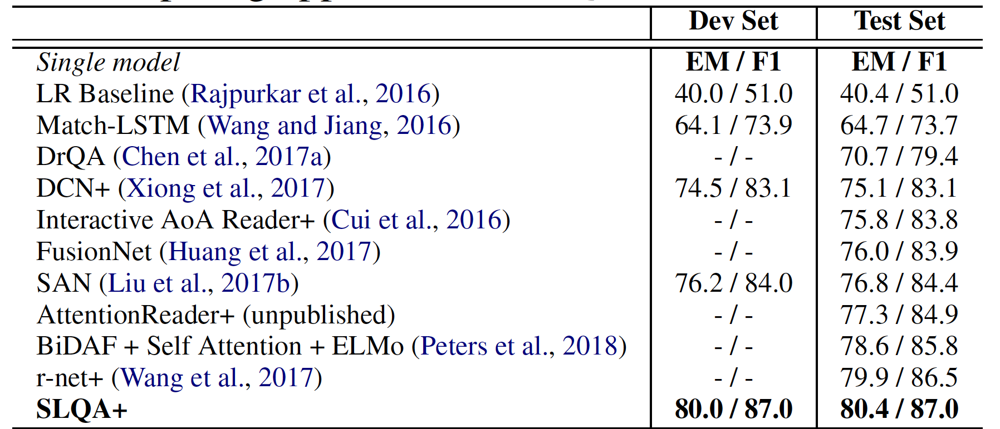 Dev Set Test Set
Single model EM / F1 EM / F1
LR Baseline (Rajpurkar et al., 2016) 40.0 / 51.0 40.4 / 51.0
Match-LSTM (Wang and Jiang, 2016) 64.1 / 73.9 64.7 / 73.7
DrQA (Chen et al., 2017a) - / - 70.7 / 79.4
DCN+ (Xiong et al., 2017) 74.5 / 83.1 75.1 / 83.1
Interactive AoA Reader+ (Cui et al., 2016) - / - 75.8 / 83.8
FusionNet (Huang et al., 2017) - / - 76.0 / 83.9
SAN (Liu et al., 2017b) 76.2 / 84.0 76.8 / 84.4
AttentionReader+ (unpublished) - / - 77.3 / 84.9
BiDAF + Self Attention + ELMo (Peters et al., 2018) - / - 78.6 / 85.8
r-net+ (Wang et al., 2017) - / - 79.9 / 86.5
SLQA+ 80.0 / 87.0 80.4 / 87.0